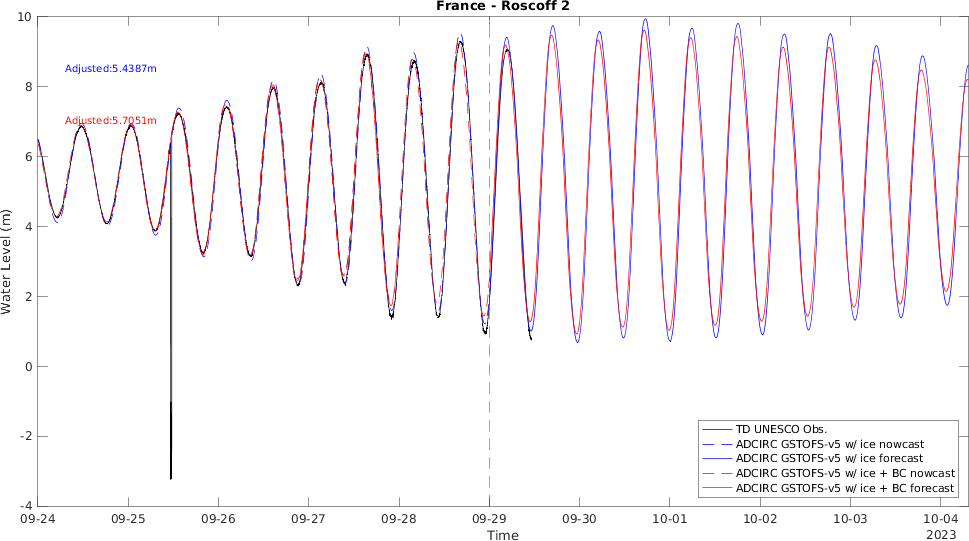 France - Roscoff 2
Water Level (m)
10
8
6
4
2
0
-2
-4
Adjusted:5.4387m
Adjusted:5.7051m
TD UNESCO Obs.
ADCIRC GSTOFS-v5 w/ ice nowcast
ADCIRC GSTOFS-v5 w/ ice forecast
ADCIRC GSTOFS-v5 w/ ice + BC nowcast
ADCIRC GSTOFS-v5 w/ ice + BC forecast
09-24 09-25 09-26 09-27 09-28 09-29 09-30 10-01 10-02 10-03 10-04
Time
2023